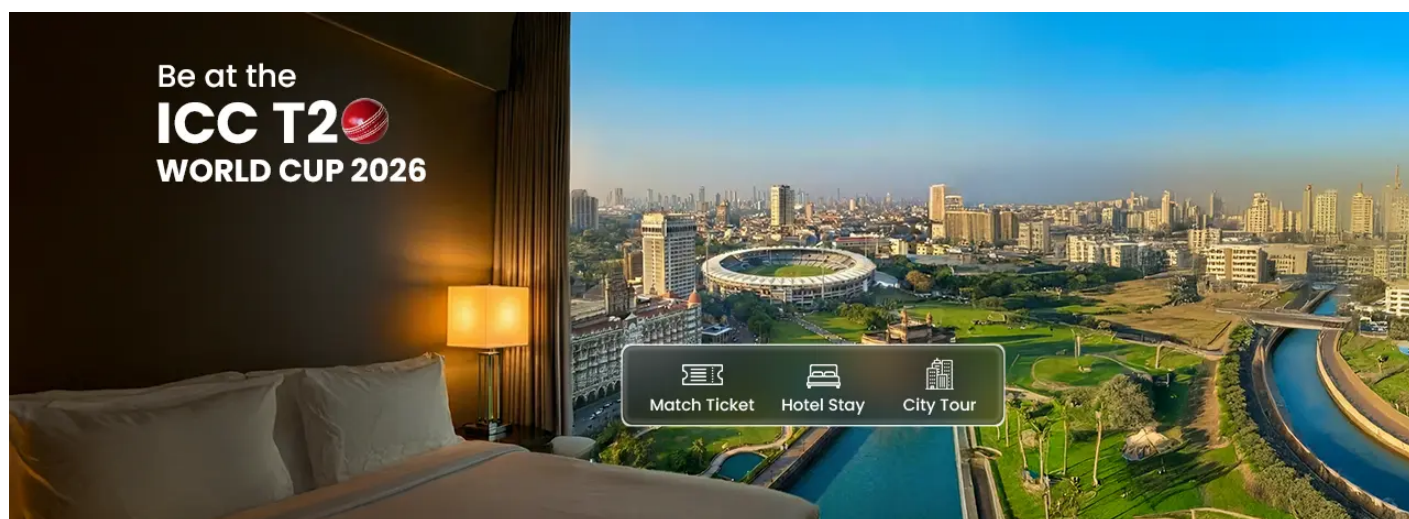 Be at the
ICC T20
WORLD CUP 2026
Match Ticket
Hotel Stay
City Tour